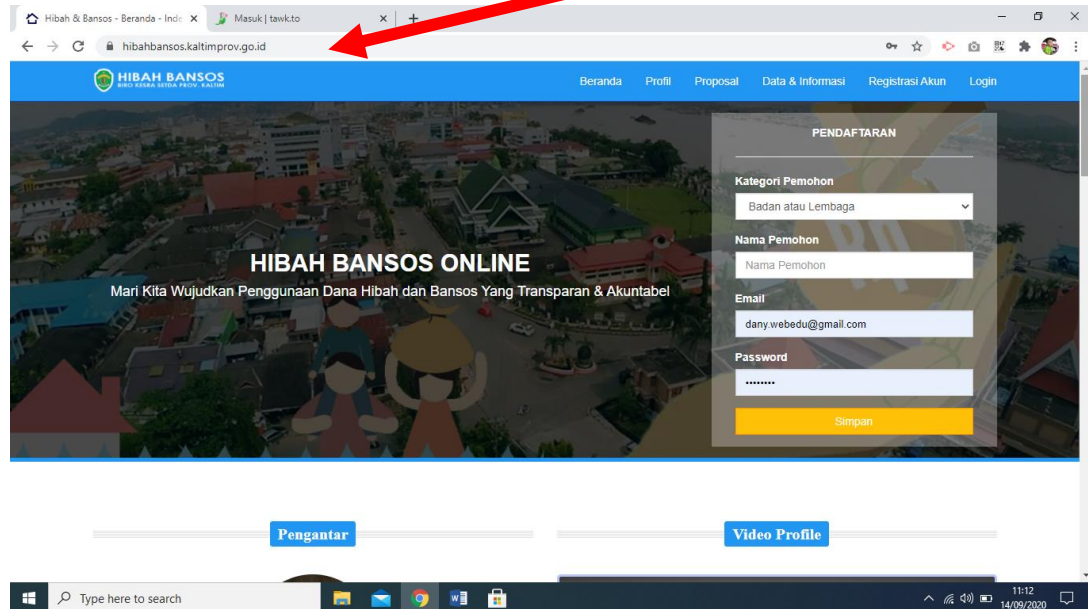 Hibah & Bansos - Beranda - Inde
Masuk | tawk.to
hibahbansos.kaltimprov.go.id
HIBAH BANSOS
BIRO KESRA SETDA PROV. KALTIM
Beranda Profil Proposal Data & Informasi Registrasi Akun Login
PENDAFTARAN
Kategori Pemohon
Badan atau Lembaga
Nama Pemohon
Nama Pemohon
Email
dany.webedu@gmail.com
Password
••••••••
Simpan
HIBAH BANSOS ONLINE
Mari Kita Wujudkan Penggunaan Dana Hibah dan Bansos Yang Transparan & Akuntabel
Pengantar
Video Profile
Type here to search
11:12
14/09/2020